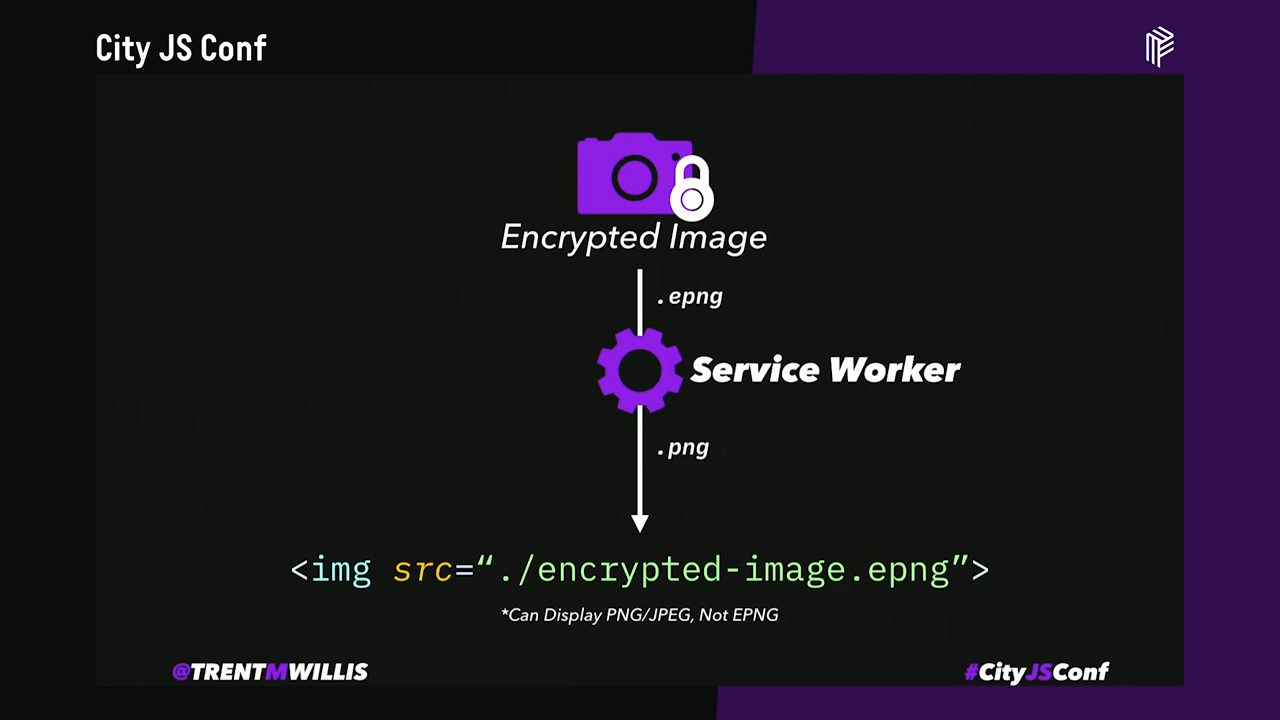 City JS Conf
Encrypted Image
.epng
Service Worker
.png
<img src=“./encrypted-image.epng”>
*Can Display PNG/JPEG, Not EPNG
@TRENTMWILLIS
#CityJSConf